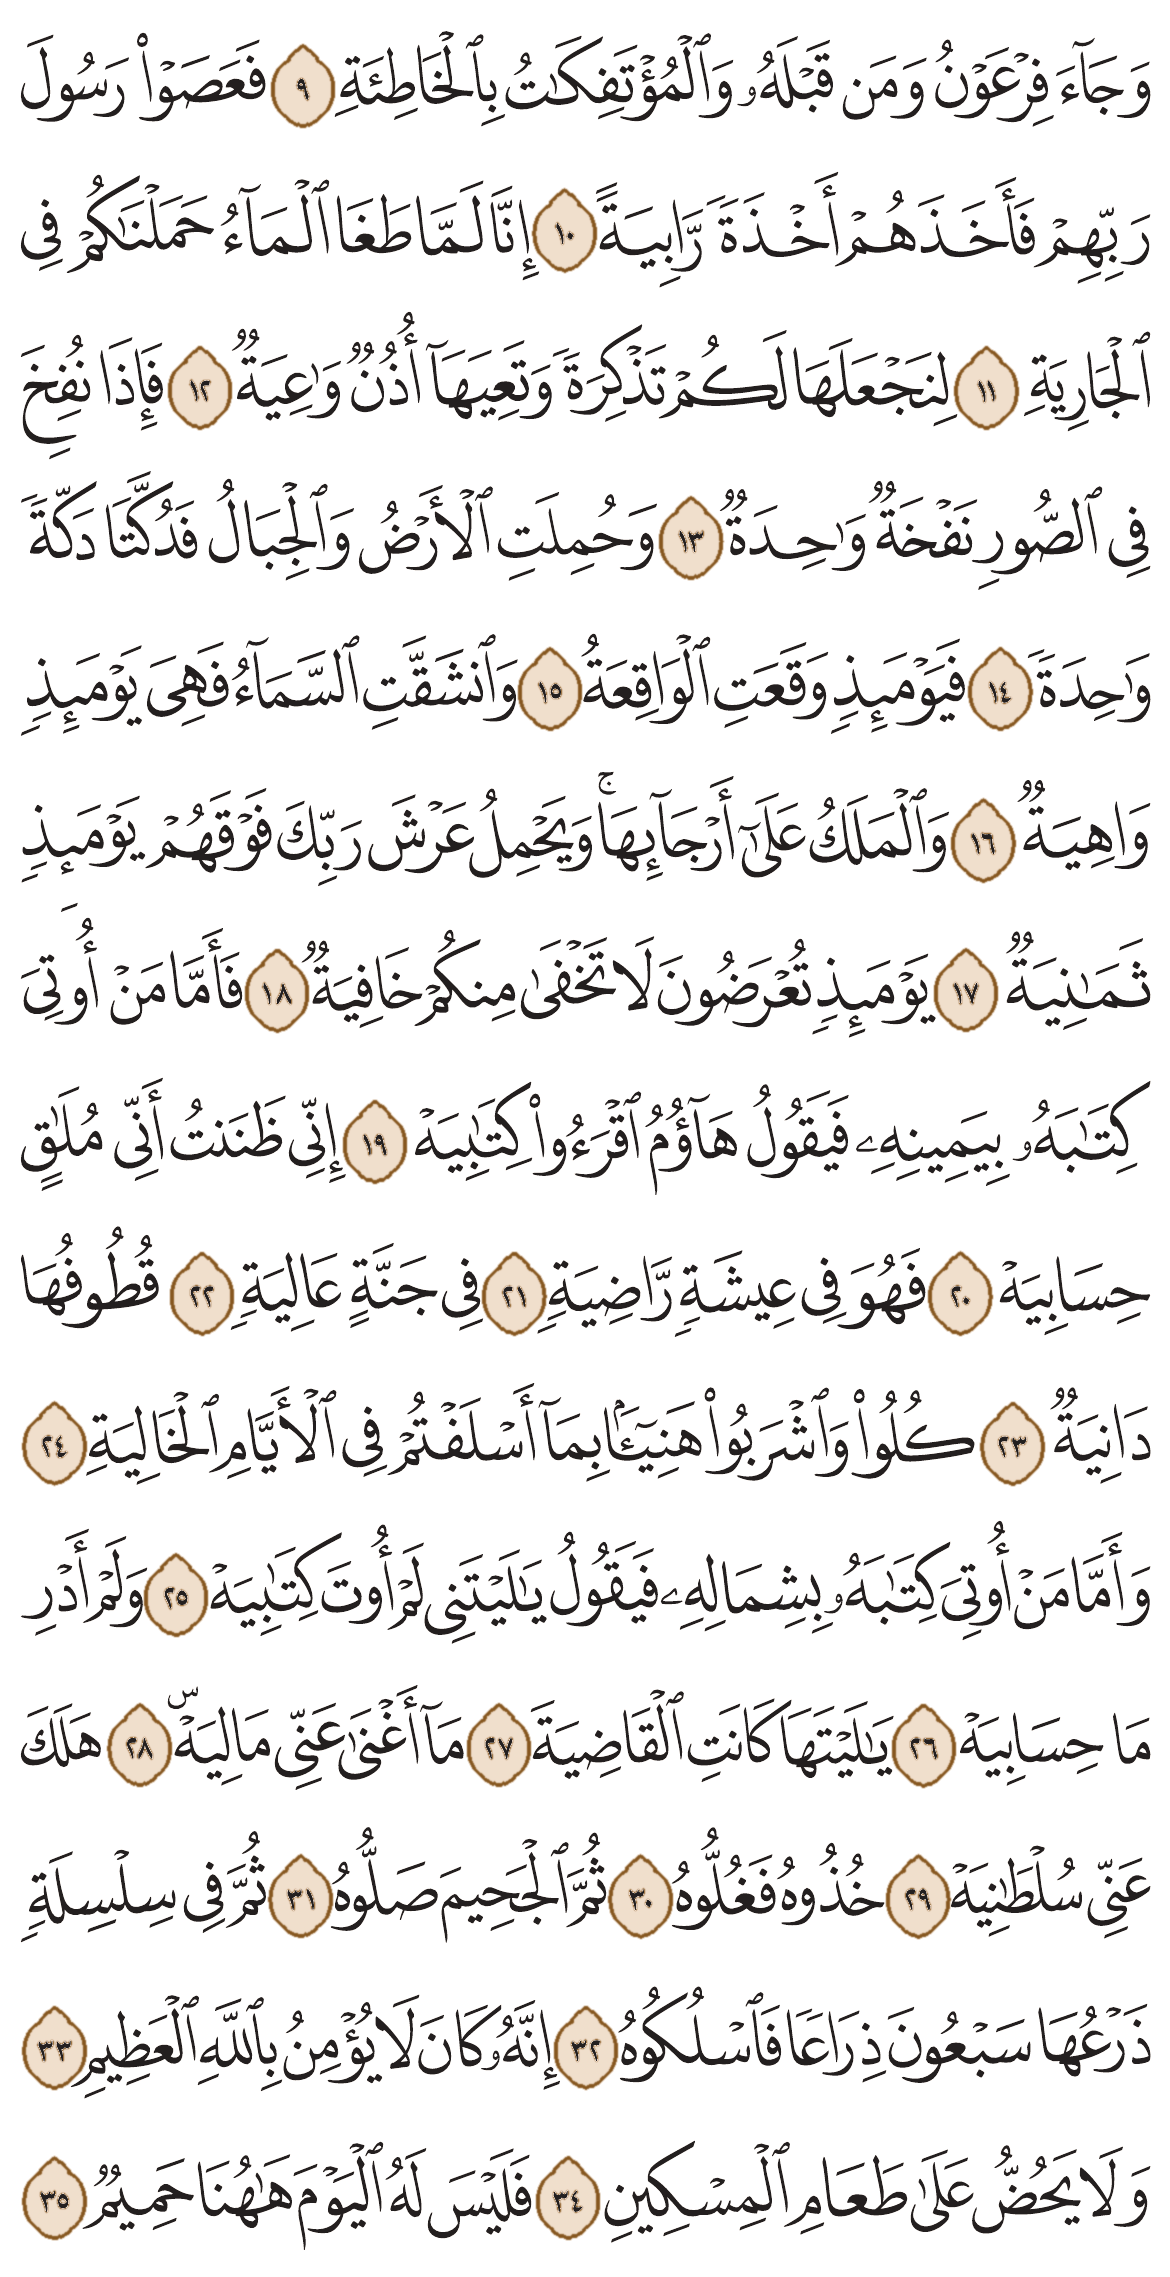 وَجَآءَ فِرْعَوْنُ وَمَن قَبْلَهُۥ وَٱلْمُؤْتَفِكَـٰتُ بِٱلْخَاطِئَةِ ٩ فَعَصَوْا۟ رَسُولَ
رَبِّهِمْ فَأَخَذَهُمْ أَخْذَةً رَّابِيَةً ١٠ إِنَّا لَمَّا طَغَا ٱلْمَآءُ حَمَلْنَـٰكُمْ فِى
ٱلْجَارِيَةِ ١١ لِنَجْعَلَهَا لَكُمْ تَذْكِرَةً وَتَعِيَهَآ أُذُنٌ وَٰعِيَةٌ ١٢ فَإِذَا نُفِخَ
فِى ٱلصُّورِ نَفْخَةٌ وَٰحِدَةٌ ١٣ وَحُمِلَتِ ٱلْأَرْضُ وَٱلْجِبَالُ فَدُكَّتَا دَكَّةً
وَٰحِدَةً ١٤ فَيَوْمَئِذٍ وَقَعَتِ ٱلْوَاقِعَةُ ١٥ وَٱنشَقَّتِ ٱلسَّمَآءُ فَهِىَ يَوْمَئِذٍ
وَاهِيَةٌ ١٦ وَٱلْمَلَكُ عَلَىٰٓ أَرْجَآئِهَا ۚ وَيَحْمِلُ عَرْشَ رَبِّكَ فَوْقَهُمْ يَوْمَئِذٍ
ثَمَـٰنِيَةٌ ١٧ يَوْمَئِذٍ تُعْرَضُونَ لَا تَخْفَىٰ مِنكُمْ خَافِيَةٌ ١٨ فَأَمَّا مَنْ أُوتِىَ
كِتَـٰبَهُۥ بِيَمِينِهِۦ فَيَقُولُ هَآؤُمُ ٱقْرَءُوا۟ كِتَـٰبِيَهْ ١٩ إِنِّى ظَنَنتُ أَنِّى مُلَـٰقٍ
حِسَابِيَهْ ٢٠ فَهُوَ فِى عِيشَةٍ رَّاضِيَةٍ ٢١ فِى جَنَّةٍ عَالِيَةٍ ٢٢ قُطُوفُهَا
دَانِيَةٌ ٢٣ كُلُوا۟ وَٱشْرَبُوا۟ هَنِيٓـًٔۢا بِمَآ أَسْلَفْتُمْ فِى ٱلْأَيَّامِ ٱلْخَالِيَةِ ٢٤
وَأَمَّا مَنْ أُوتِىَ كِتَـٰبَهُۥ بِشِمَالِهِۦ فَيَقُولُ يَـٰلَيْتَنِى لَمْ أُوتَ كِتَـٰبِيَهْ ٢٥ وَلَمْ أَدْرِ
مَا حِسَابِيَهْ ٢٦ يَـٰلَيْتَهَا كَانَتِ ٱلْقَاضِيَةَ ٢٧ مَآ أَغْنَىٰ عَنِّى مَالِيَهْ ۜ ٢٨ هَلَكَ
عَنِّى سُلْطَـٰنِيَهْ ٢٩ خُذُوهُ فَغُلُّوهُ ٣٠ ثُمَّ ٱلْجَحِيمَ صَلُّوهُ ٣١ ثُمَّ فِى سِلْسِلَةٍ
ذَرْعُهَا سَبْعُونَ ذِرَاعًا فَٱسْلُكُوهُ ٣٢ إِنَّهُۥ كَانَ لَا يُؤْمِنُ بِٱللَّهِ ٱلْعَظِيمِ ٣٣
وَلَا يَحُضُّ عَلَىٰ طَعَامِ ٱلْمِسْكِينِ ٣٤ فَلَيْسَ لَهُ ٱلْيَوْمَ هَـٰهُنَا حَمِيمٌ ٣٥